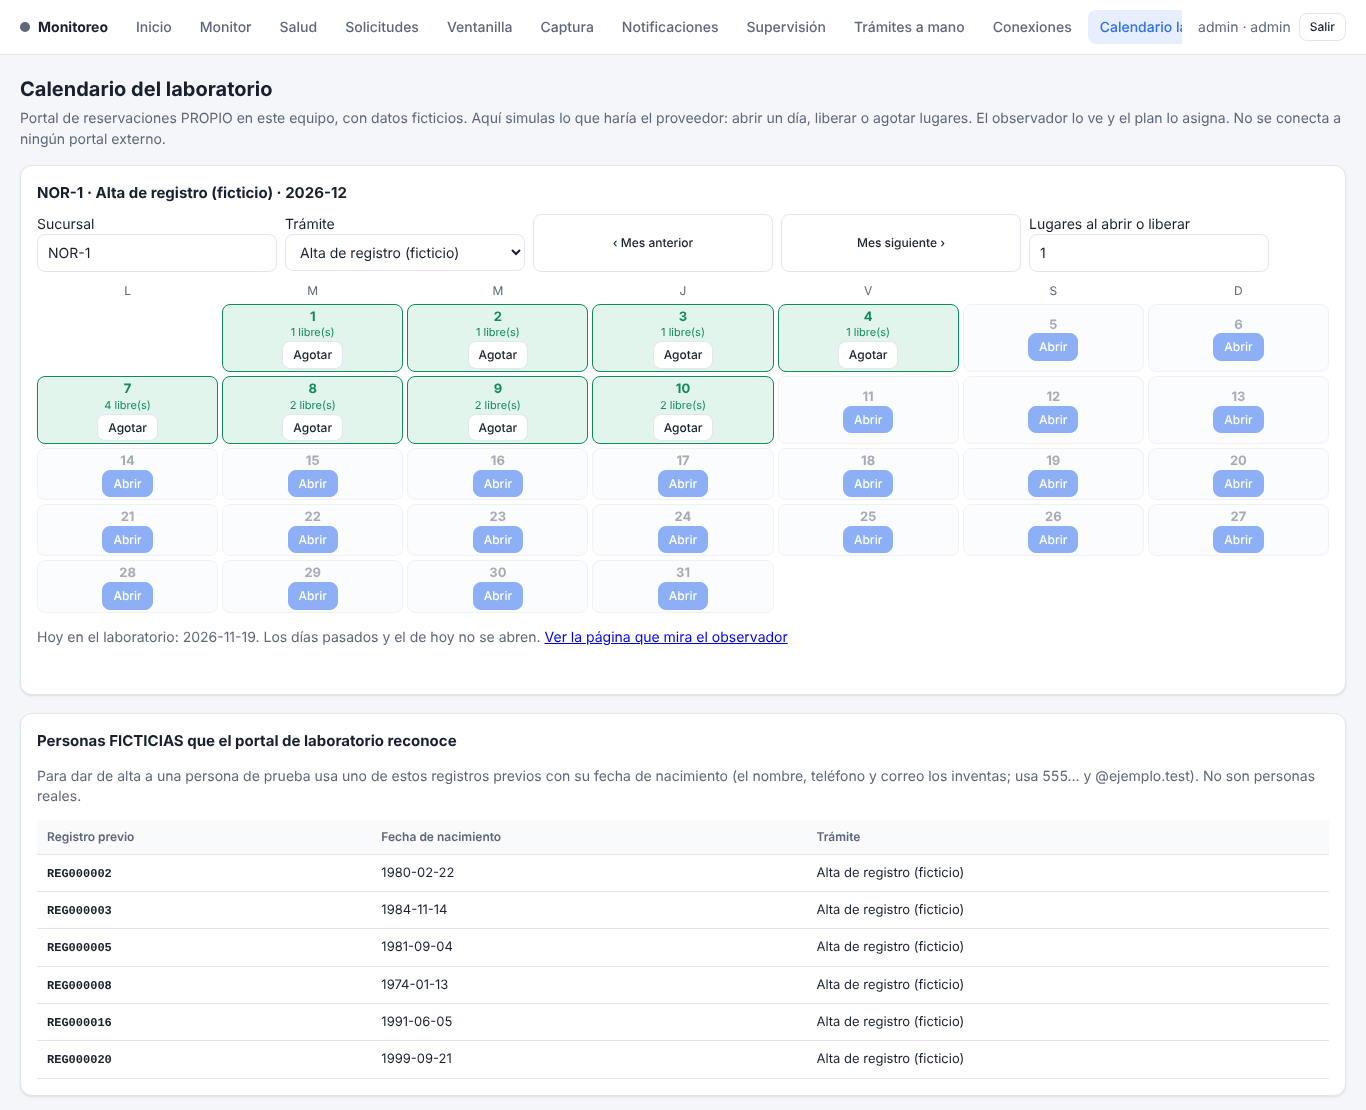 Monitoreo Inicio Monitor Salud Solicitudes Ventanilla Captura Notificaciones Supervisión Trámites a mano Conexiones Calendario admin · admin Salir
Calendario del laboratorio
Portal de reservaciones PROPIO en este equipo, con datos ficticios. Aquí simulas lo que haría el proveedor: abrir un día, liberar o agotar lugares. El observador lo ve y el plan lo asigna. No se conecta a
ningún portal externo.
NOR-1 · Alta de registro (ficticio) · 2026-12
Sucursal Trámite Lugares al abrir o liberar
NOR-1 Alta de registro (ficticio) ‹ Mes anterior Mes siguiente › 1
L M M J V S D
1 2 3 4 5 6
1 libre(s) 1 libre(s) 1 libre(s) 1 libre(s)
Agotar Agotar Agotar Agotar Abrir Abrir
7 8 9 10 11 12 13
4 libre(s) 2 libre(s) 2 libre(s) 2 libre(s)
Agotar Agotar Agotar Agotar Abrir Abrir Abrir
14 15 16 17 18 19 20
Abrir Abrir Abrir Abrir Abrir Abrir Abrir
21 22 23 24 25 26 27
Abrir Abrir Abrir Abrir Abrir Abrir Abrir
28 29 30 31
Abrir Abrir Abrir Abrir
Hoy en el laboratorio: 2026-11-19. Los días pasados y el de hoy no se abren. Ver la página que mira el observador
Personas FICTICIAS que el portal de laboratorio reconoce
Para dar de alta a una persona de prueba usa uno de estos registros previos con su fecha de nacimiento (el nombre, teléfono y correo los inventas; usa 555… y @ejemplo.test). No son personas
reales.
Registro previo Fecha de nacimiento Trámite
REG000002 1980-02-22 Alta de registro (ficticio)
REG000003 1984-11-14 Alta de registro (ficticio)
REG000005 1981-09-04 Alta de registro (ficticio)
REG000008 1974-01-13 Alta de registro (ficticio)
REG000016 1991-06-05 Alta de registro (ficticio)
REG000020 1999-09-21 Alta de registro (ficticio)